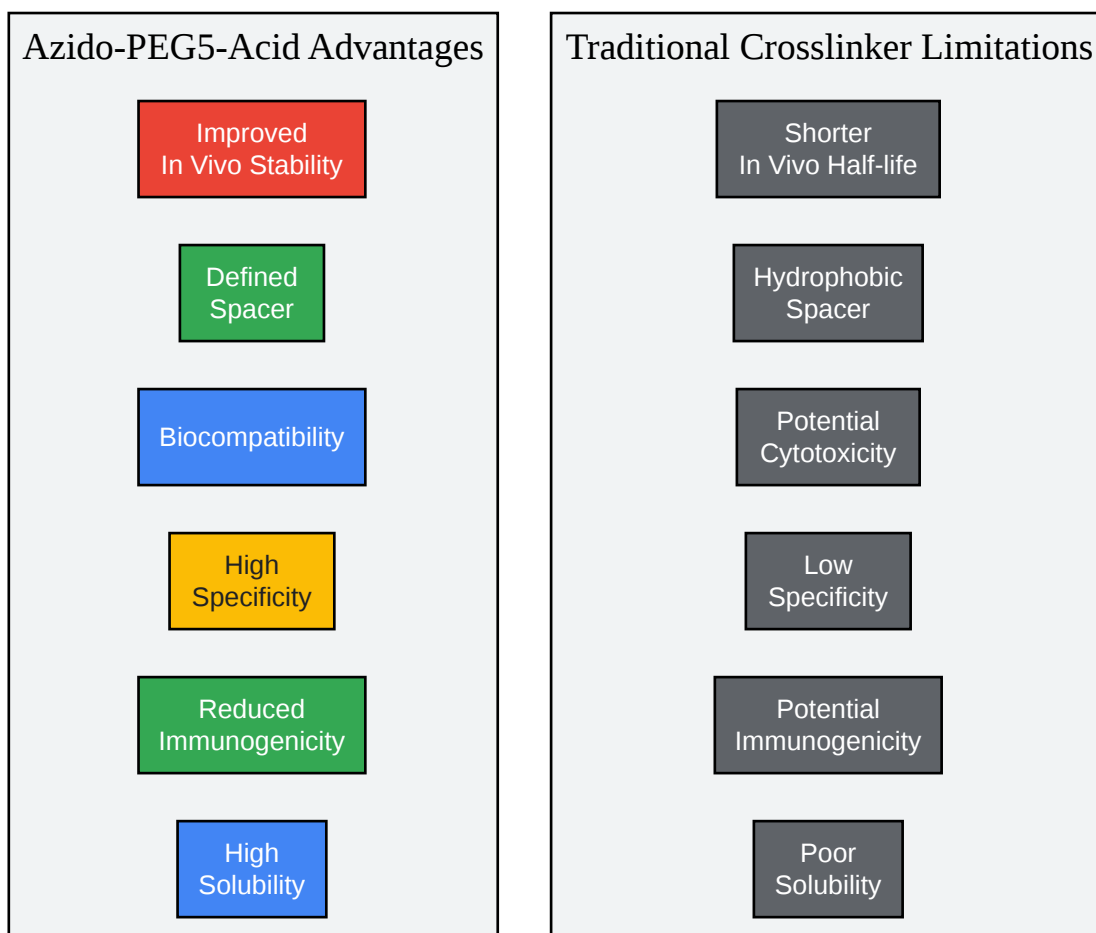 Azido-PEG5-Acid Advantages
Improved
In Vivo Stability
Defined
Spacer
Biocompatibility
High
Specificity
Reduced
Immunogenicity
High
Solubility
Traditional Crosslinker Limitations
Shorter
In Vivo Half-life
Hydrophobic
Spacer
Potential
Cytotoxicity
Low
Specificity
Potential
Immunogenicity
Poor
Solubility